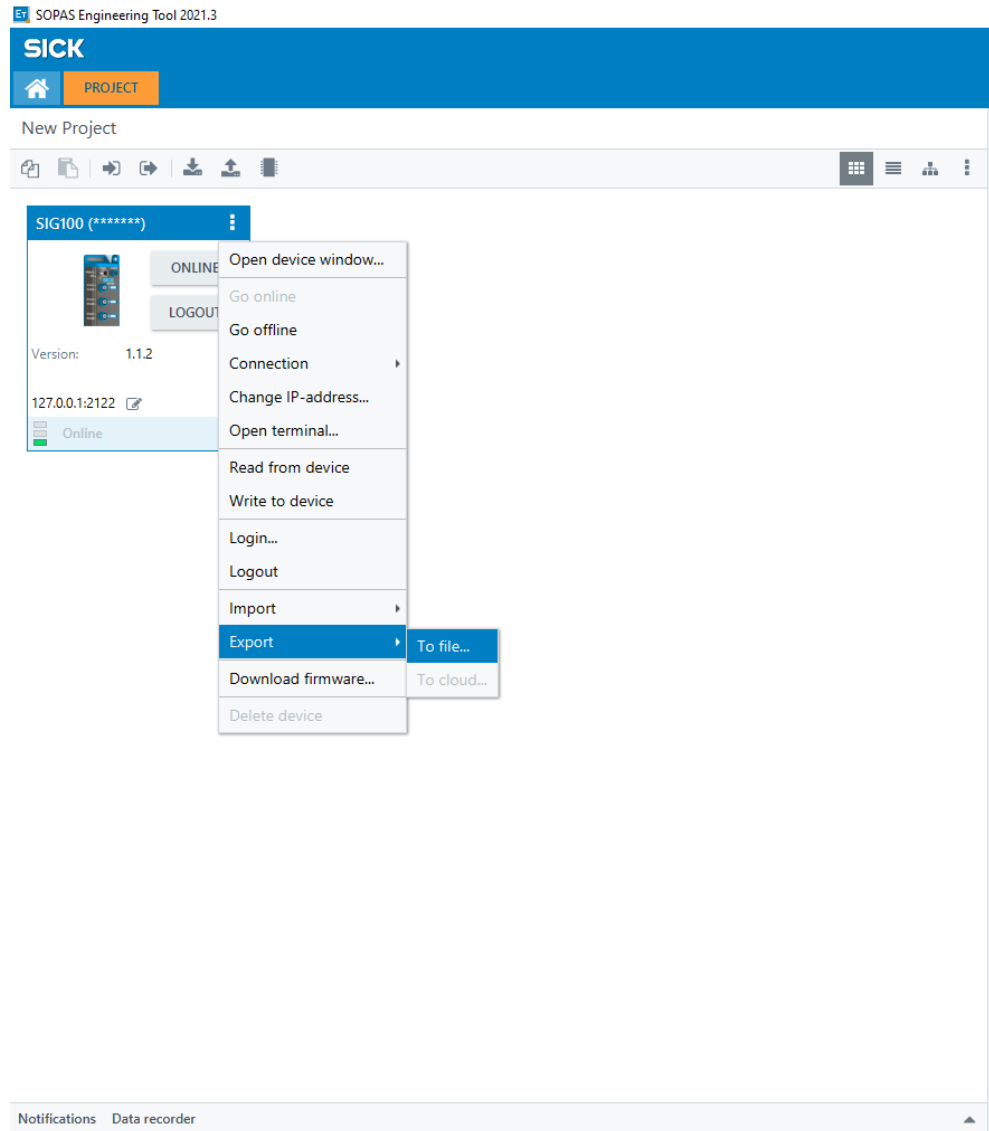 ET SOPAS Engineering Tool 2021.3
SICK
PROJECT
New Project
SIG100 (*******)
ONLINE
LOGOUT
Version: 1.1.2
127.0.0.1:2122
Online
Open device window...
Go online
Go offline
Connection
Change IP-address...
Open terminal...
Read from device
Write to device
Login...
Logout
Import
Export
To file...
Download firmware...
To cloud...
Delete device
Notifications Data recorder